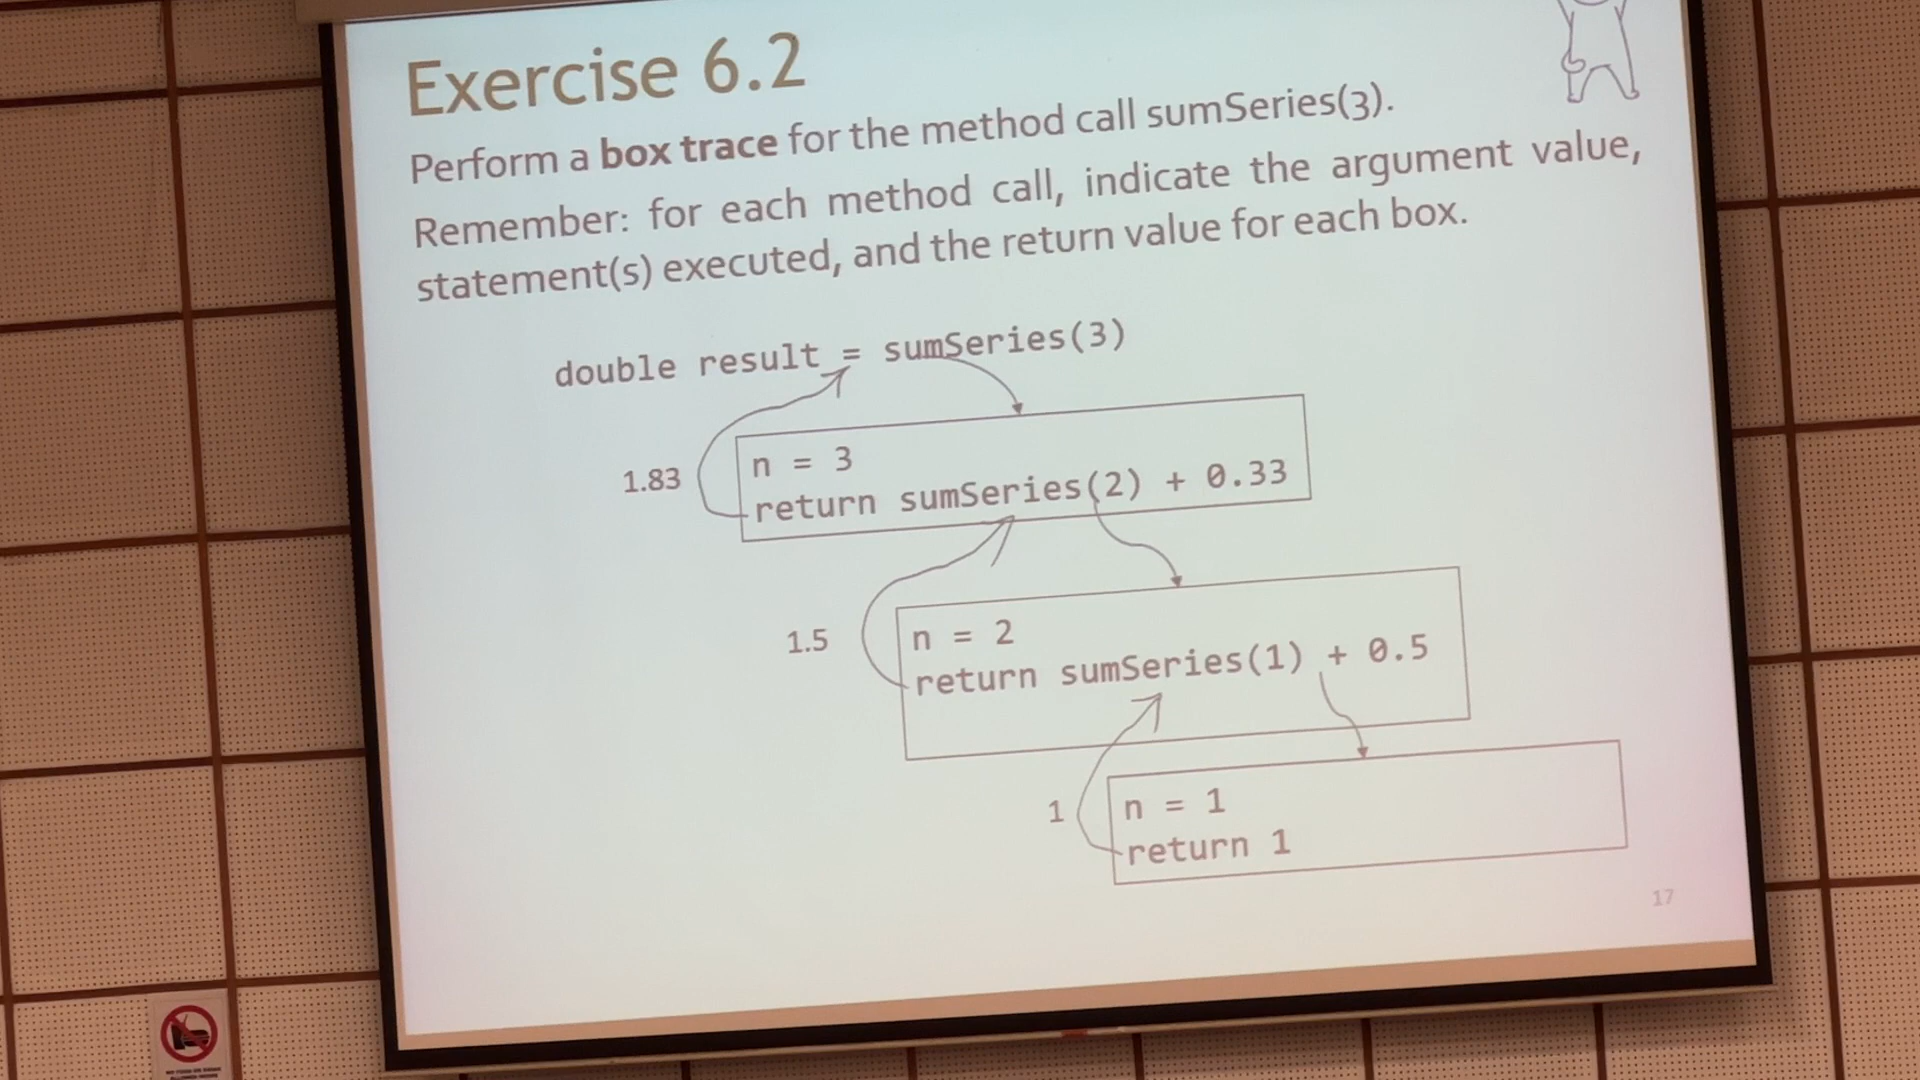 Exercise 6.2
Perform a box trace for the method call sumSeries(3).
Remember: for each method call, indicate the argument value,
statement(s) executed, and the return value for each box.
double result = sumSeries(3)
1.83
n = 3
return sumSeries(2) + 0.33
1.5
n = 2
return sumSeries(1) + 0.5
1
n = 1
return 1
17